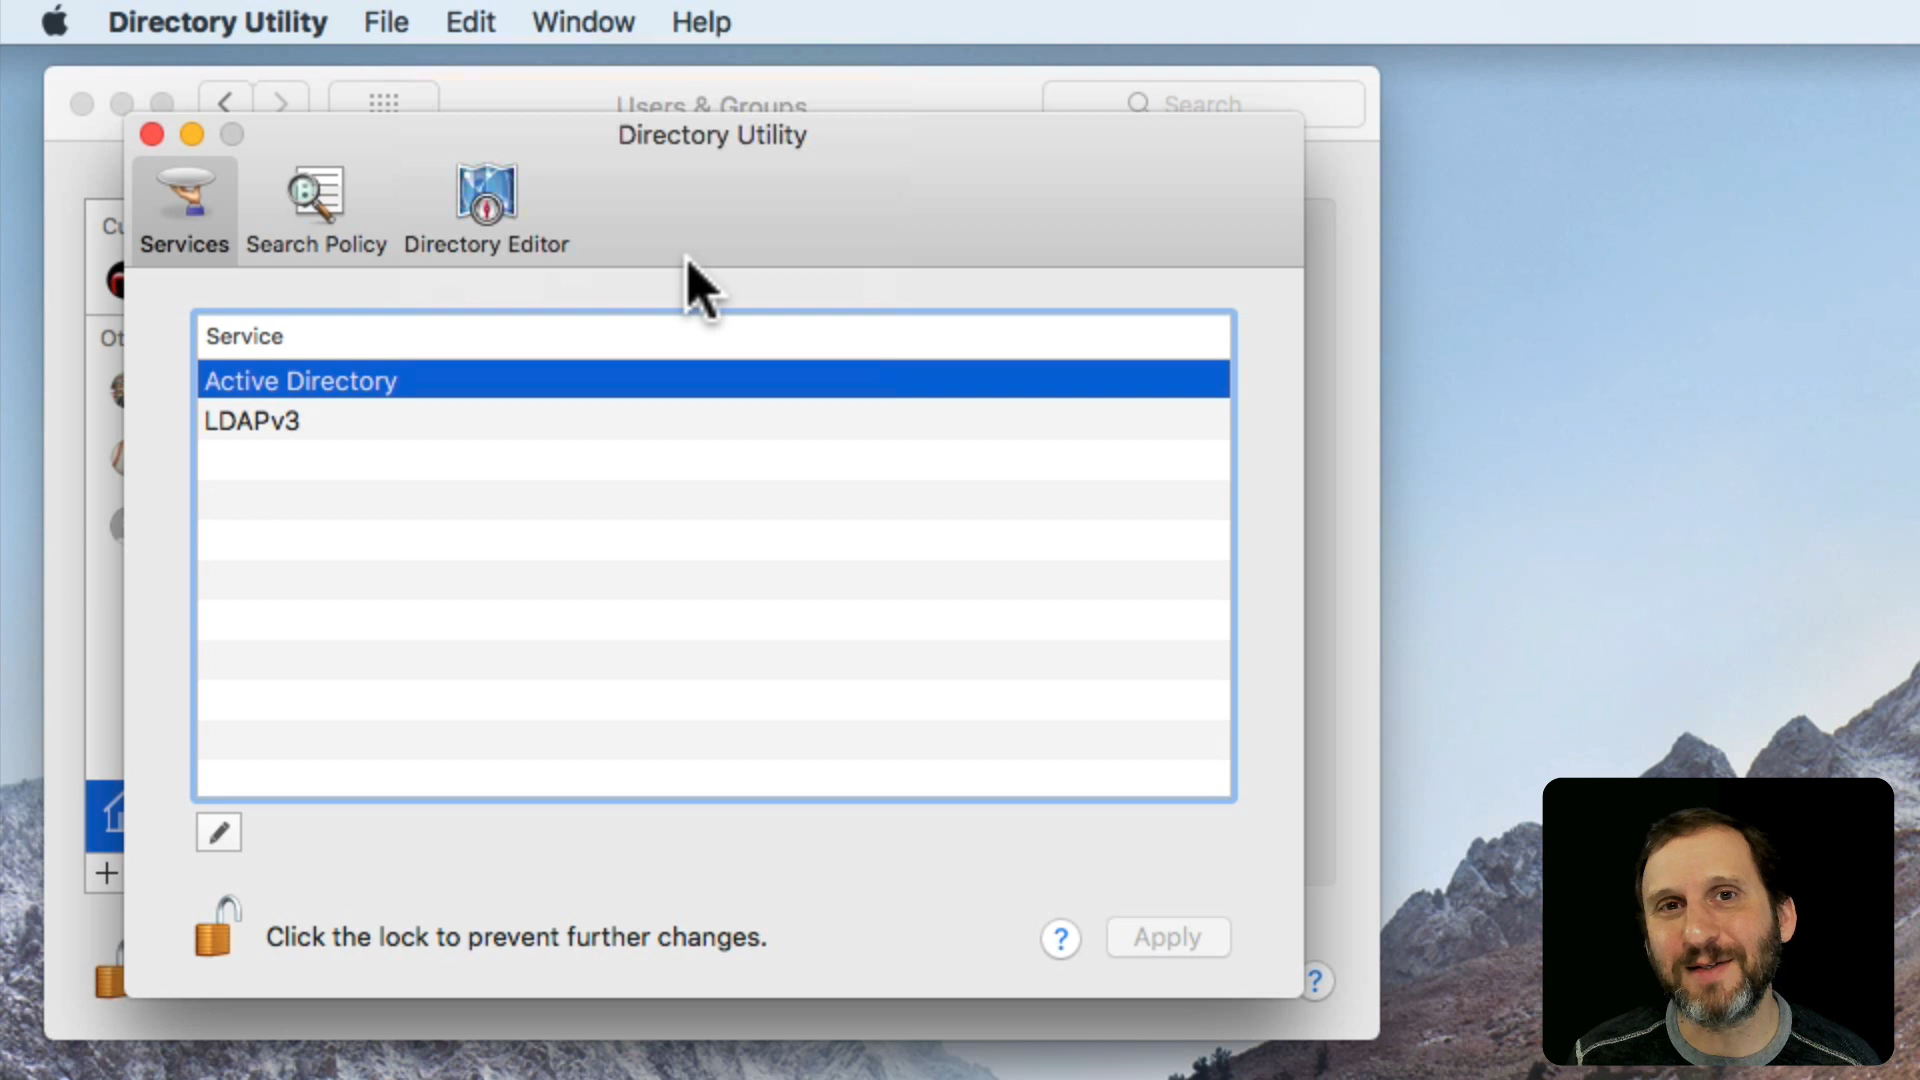 Directory Utility File Edit Window Help
Users & Groups
Search
Directory Utility
Services Search Policy Directory Editor
Service
Active Directory
LDAPv3
Click the lock to prevent further changes.
?
Apply
?